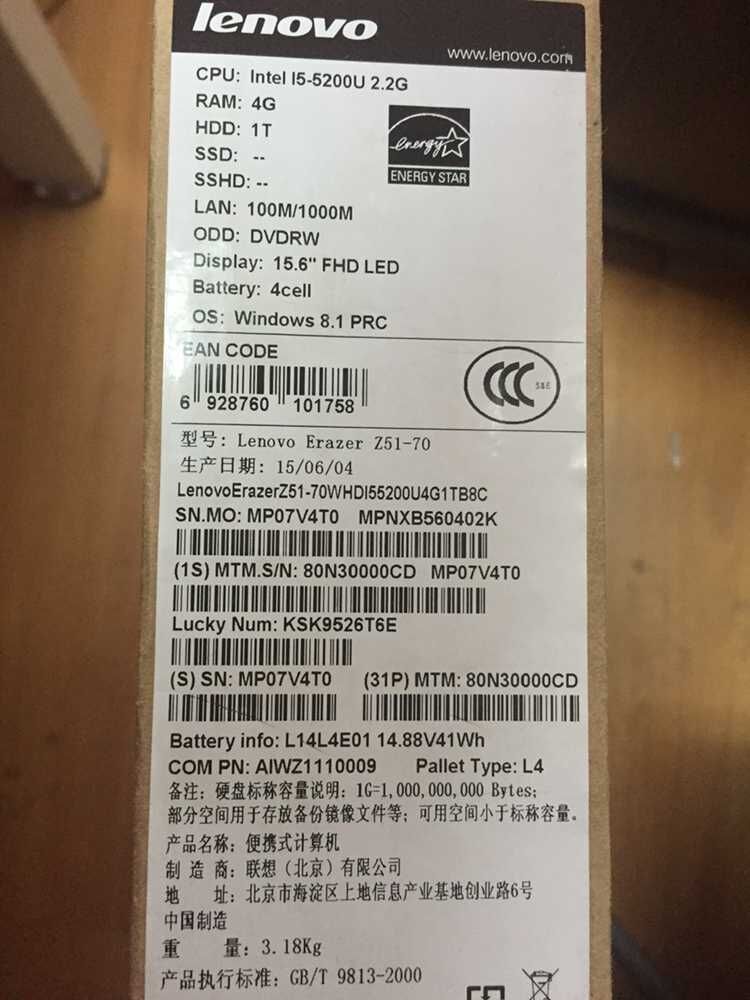 lenovo
www.lenovo.com
CPU: Intel I5-5200U 2.2G
RAM: 4G
HDD: 1T
SSD: --
SSHD: --
energy
ENERGY STAR
LAN: 100M/1000M
ODD: DVDRW
Display: 15.6" FHD LED
Battery: 4cell
OS: Windows 8.1 PRC
EAN CODE
6 928760 101758
CCC S&E
型号: Lenovo Erazer Z51-70
生产日期: 15/06/04
LenovoErazerZ51-70WHDI55200U4G1TB8C
SN.MO: MP07V4T0 MPNXB560402K
(1S) MTM.S/N: 80N30000CD MP07V4T0
Lucky Num: KSK9526T6E
(S) SN: MP07V4T0 (31P) MTM: 80N30000CD
Battery info: L14L4E01 14.88V41Wh
COM PN: AIWZ1110009 Pallet Type: L4
备注: 硬盘标称容量说明: 1G=1,000,000,000 Bytes;
部分空间用于存放备份镜像文件等; 可用空间小于标称容量。
产品名称: 便携式计算机
制 造 商: 联想（北京）有限公司
地 址: 北京市海淀区上地信息产业基地创业路6号
中国制造
重 量: 3.18Kg
产品执行标准: GB/T 9813-2000